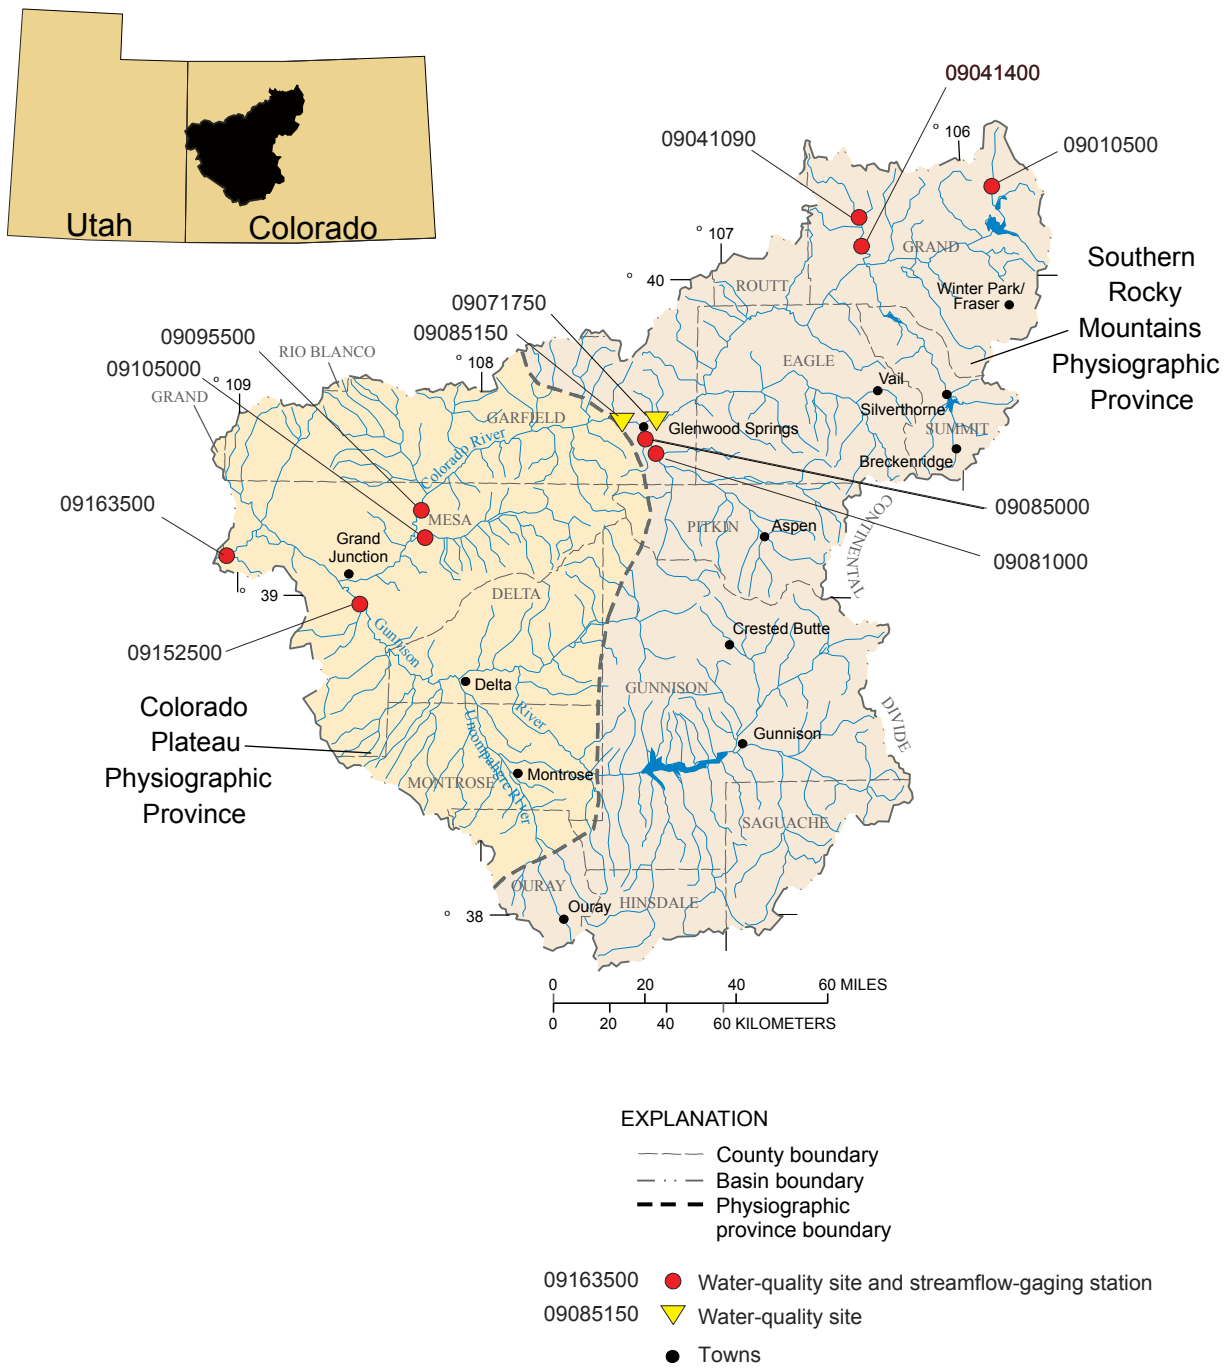 Utah
Colorado
09041400
09041090
° 106
09010500
° 107
GRAND
° 40
ROUTT
Winter Park/
Fraser
Southern
Rocky
Mountains
Physiographic
Province
09071750
09085150
09095500
09105000
RIO BLANCO
° 108
° 109
GRAND
EAGLE
Vail
Silverthorne
SUMMIT
Breckenridge
GARFIELD
Glenwood Springs
Colorado River
09163500
MESA
Grand
Junction
PITKIN
Aspen
CONTINENTAL
09085000
09081000
° 39
DELTA
Gunnison
Crested Butte
09152500
Delta
GUNNISON
River
Colorado
Plateau
Physiographic
Province
Uncompahgre River
Gunnison
DIVIDE
MONTROSE
Montrose
SAGUACHE
OURAY
Ouray
HINSDALE
° 38
0 20 40 60 MILES
0 20 40 60 KILOMETERS
EXPLANATION
County boundary
Basin boundary
Physiographic
province boundary
09163500 Water-quality site and streamflow-gaging station
09085150 Water-quality site
Towns